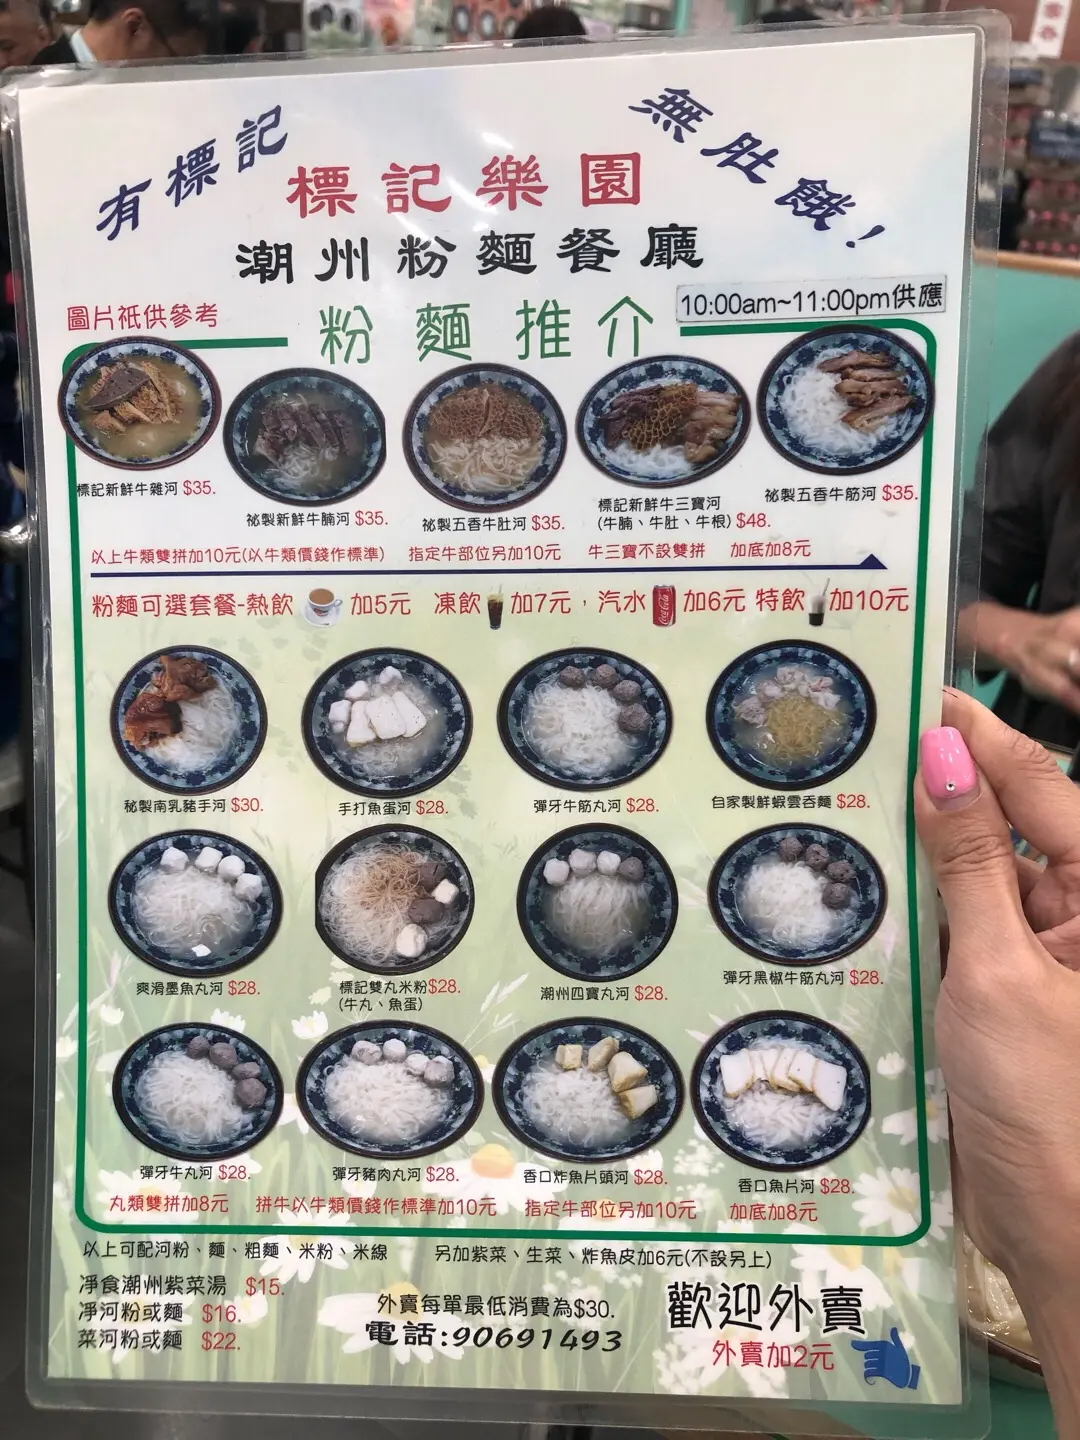 有標記
無肚餓!
標記樂園
潮州粉麵餐廳
圖片祇供參考
粉麵推介
10:00am~11:00pm供應
標記新鮮牛雜河 $35.
祕製新鮮牛腩河 $35.
祕製五香牛肚河 $35.
標記新鮮牛三寶河
(牛腩、牛肚、牛根) $48.
祕製五香牛筋河 $35.
以上牛類雙拼加10元(以牛類價錢作標準) 指定牛部位另加10元 牛三寶不設雙拼 加底加8元
粉麵可選套餐-熱飲 加5元 凍飲 加7元，汽水 加6元 特飲 加10元
秘製南乳豬手河 $30.
手打魚蛋河 $28.
彈牙牛筋丸河 $28.
自家製鮮蝦雲吞麵 $28.
爽滑墨魚丸河 $28.
標記雙丸米粉 $28.
(牛丸、魚蛋)
潮州四寶丸河 $28.
彈牙黑椒牛筋丸河 $28.
彈牙牛丸河 $28.
彈牙豬肉丸河 $28.
香口炸魚片頭河 $28.
香口魚片河 $28.
丸類雙拼加8元 拼牛以牛類價錢作標準加10元 指定牛部位另加10元 加底加8元
以上可配河粉、麵、粗麵、米粉、米線 另加紫菜、生菜、炸魚皮加6元(不設另上)
凈食潮州紫菜湯 $15.
凈河粉或麵 $16.
菜河粉或麵 $22.
外賣每單最低消費為$30.
電話:90691493
歡迎外賣
外賣加2元